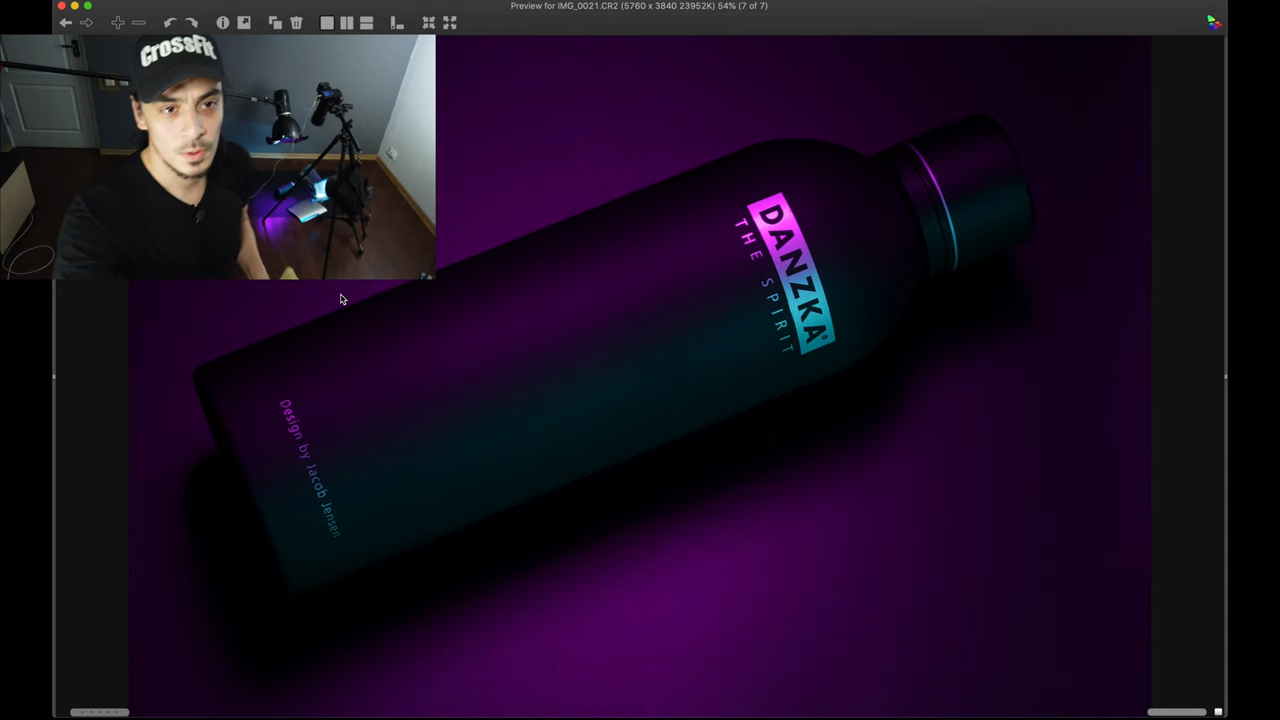 Preview for IMG_0021.CR2 (5760 x 3840 23952K) 54% (7 of 7)
CrossFit
DANZKA®
THE SPIRIT
Design by Jacob Jensen